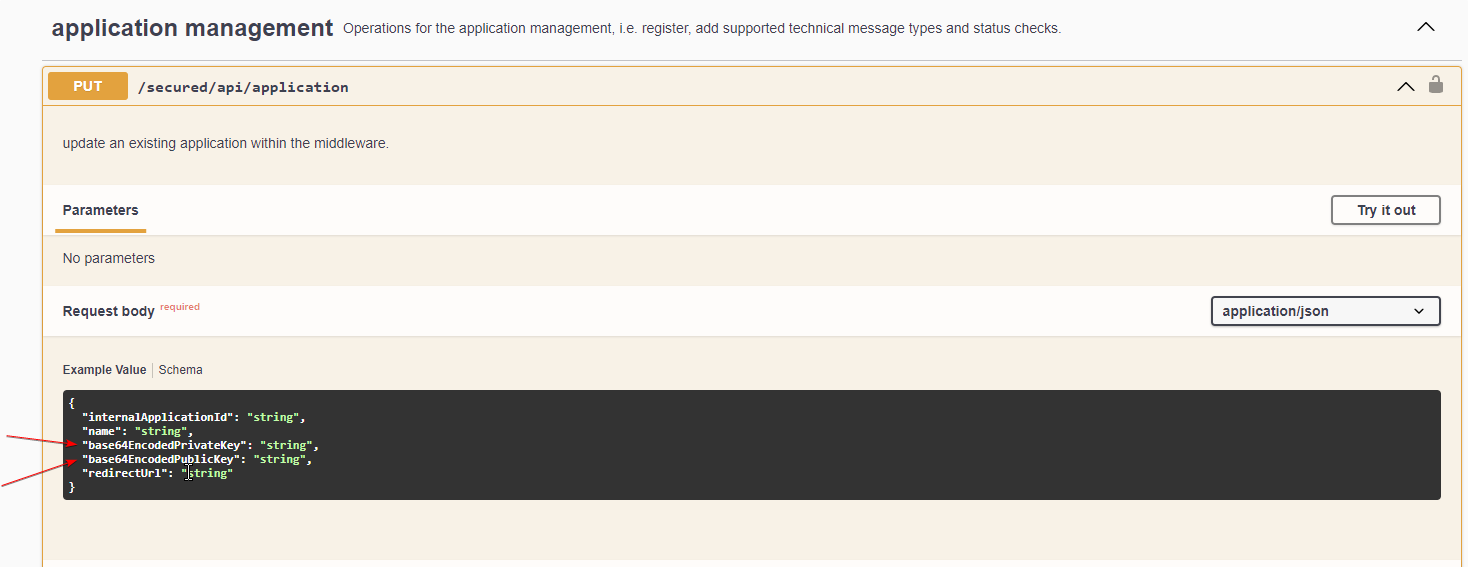 application management Operations for the application management, i.e. register, add supported technical message types and status checks.
PUT /secured/api/application
update an existing application within the middleware.
Parameters
Try it out
No parameters
Request body required
application/json
Example Value Schema
{
"internalApplicationId": "string",
"name": "string",
"base64EncodedPrivateKey": "string",
"base64EncodedPublicKey": "string",
"redirectUrl": "string"
}